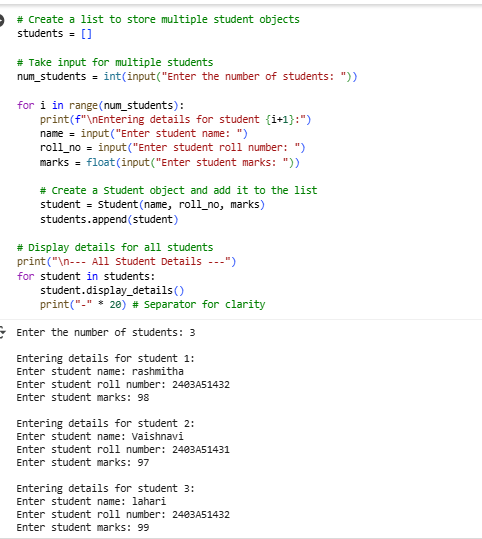 # Create a list to store multiple student objects
students = []

# Take input for multiple students
num_students = int(input("Enter the number of students: "))

for i in range(num_students):
    print(f"\nEntering details for student {i+1}:")
    name = input("Enter student name: ")
    roll_no = input("Enter student roll number: ")
    marks = float(input("Enter student marks: "))

    # Create a Student object and add it to the list
    student = Student(name, roll_no, marks)
    students.append(student)

# Display details for all students
print("\n--- All Student Details ---")
for student in students:
    student.display_details()
    print("-" * 20) # Separator for clarity

Enter the number of students: 3

Entering details for student 1:
Enter student name: rashmitha
Enter student roll number: 2403A51432
Enter student marks: 98

Entering details for student 2:
Enter student name: Vaishnavi
Enter student roll number: 2403A51431
Enter student marks: 97

Entering details for student 3:
Enter student name: lahari
Enter student roll number: 2403A51432
Enter student marks: 99